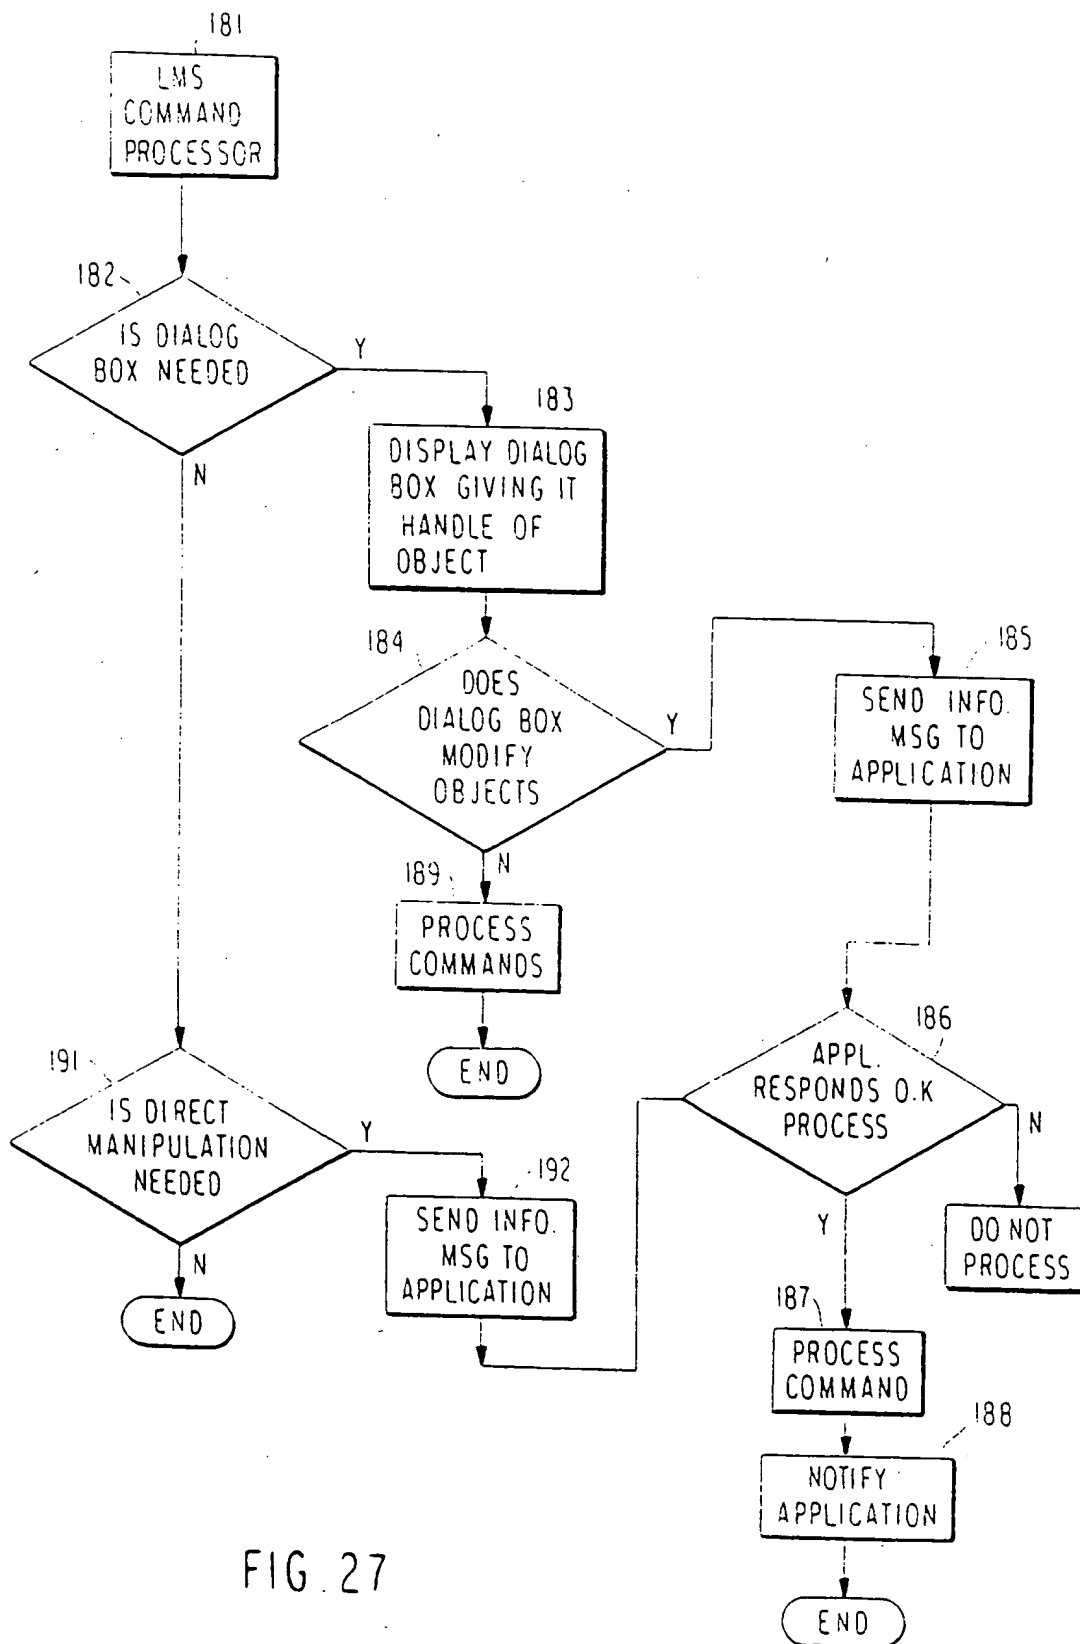 181
LMS
COMMAND
PROCESSOR
182
IS DIALOG
BOX NEEDED
Y
N
183
DISPLAY DIALOG
BOX GIVING IT
HANDLE OF
OBJECT
184
DOES
DIALOG BOX
MODIFY
OBJECTS
Y
N
185
SEND INFO.
MSG TO
APPLICATION
189
PROCESS
COMMANDS
END
186
APPL.
RESPONDS O.K
PROCESS
N
Y
DO NOT
PROCESS
191
IS DIRECT
MANIPULATION
NEEDED
Y
N
END
192
SEND INFO.
MSG TO
APPLICATION
187
PROCESS
COMMAND
188
NOTIFY
APPLICATION
END
FIG. 27